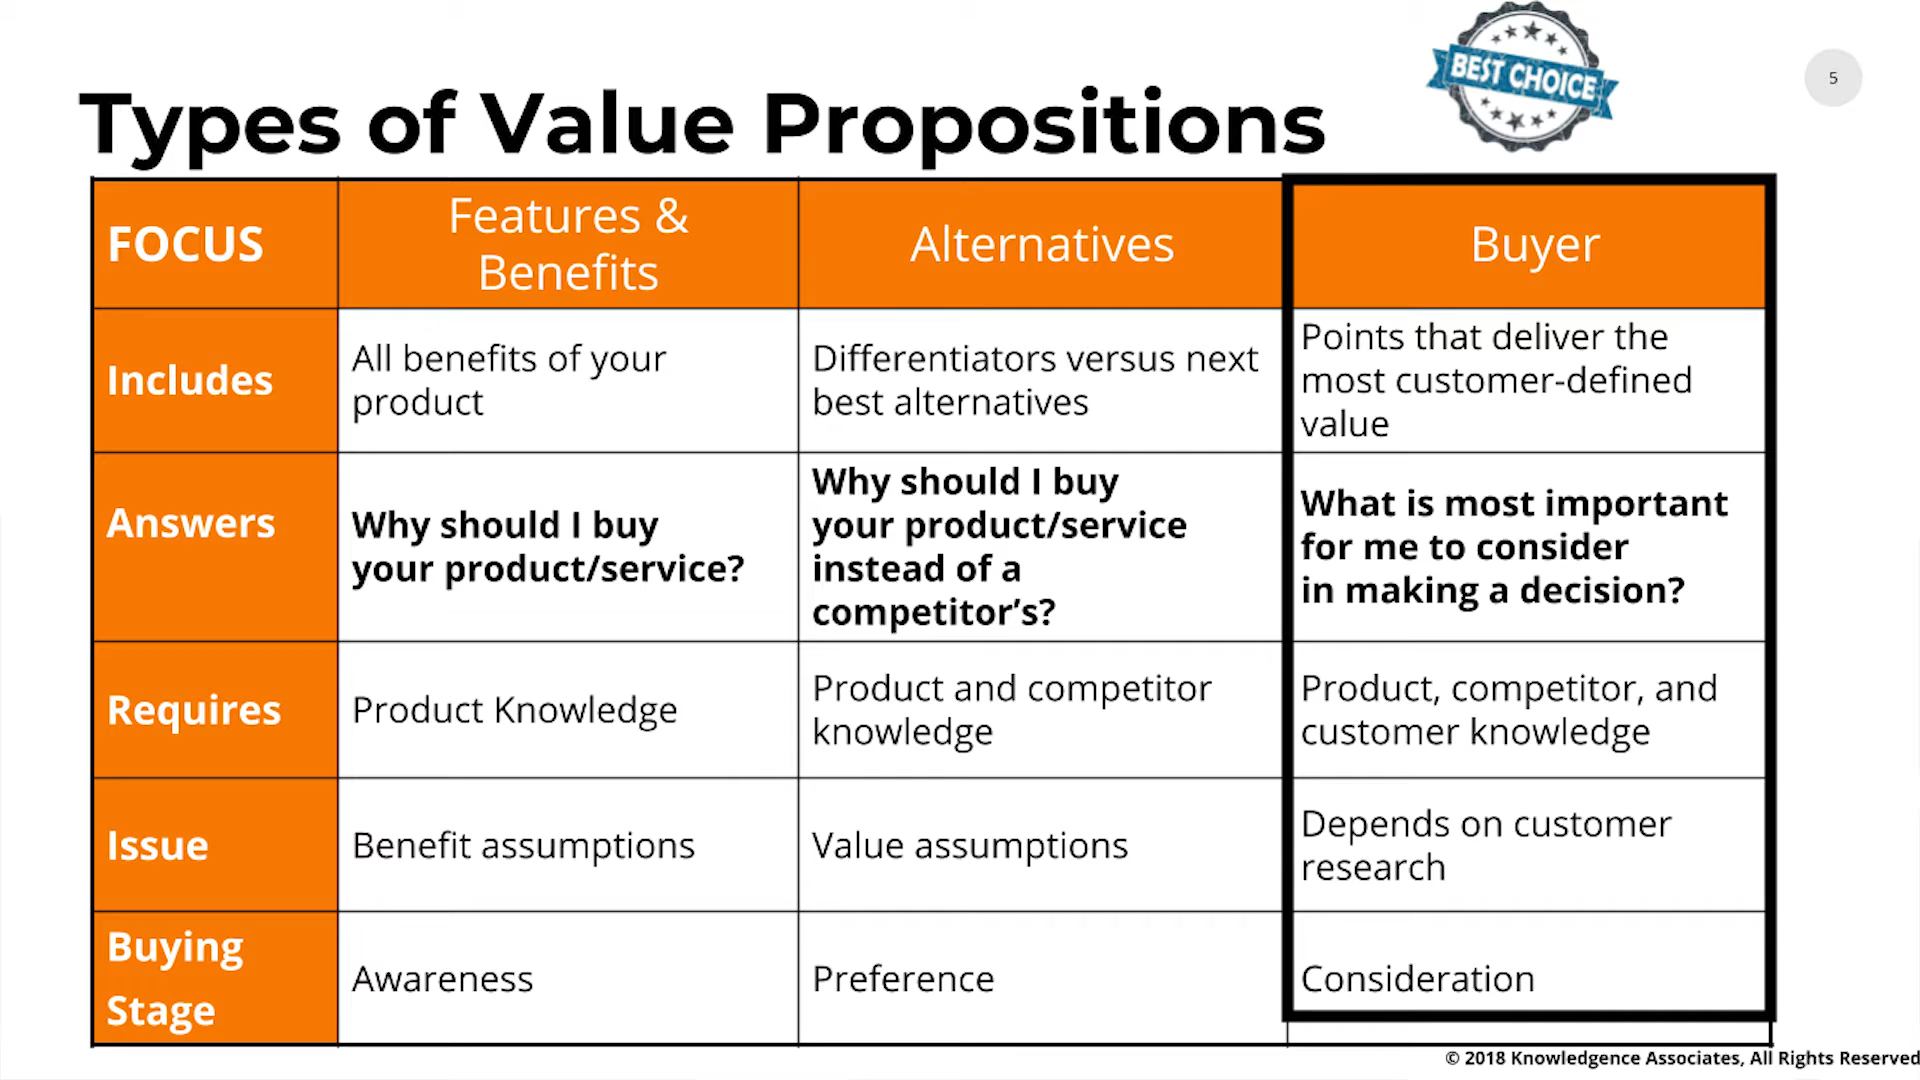 BEST CHOICE
5
Types of Value Propositions
FOCUS
Features &
Benefits
Alternatives
Buyer
Includes
All benefits of your
product
Differentiators versus next
best alternatives
Points that deliver the
most customer-defined
value
Answers
Why should I buy
your product/service?
Why should I buy
your product/service
instead of a
competitor’s?
What is most important
for me to consider
in making a decision?
Requires
Product Knowledge
Product and competitor
knowledge
Product, competitor, and
customer knowledge
Issue
Benefit assumptions
Value assumptions
Depends on customer
research
Buying
Stage
Awareness
Preference
Consideration
© 2018 Knowledgence Associates, All Rights Reserved